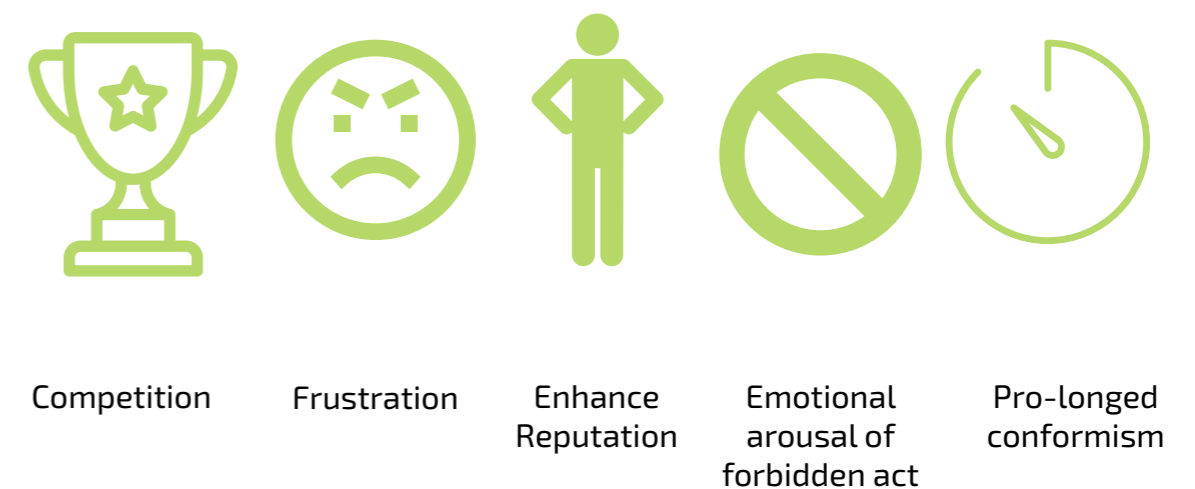 Competition
Frustration
Enhance
Reputation
Emotional
arousal of
forbidden act
Pro-longed
conformism